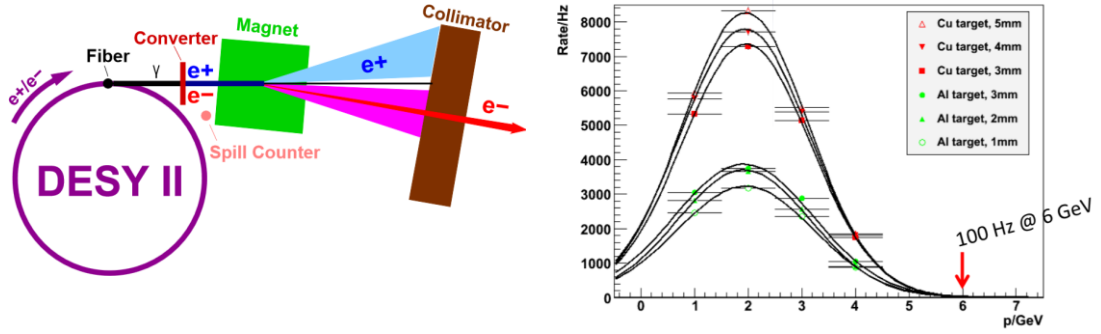 Collimator
Magnet
Converter
Fiber
γ
e+
e−
e+
e−
e+/e−
Spill Counter
DESY II
Rate/Hz
8000
7000
6000
5000
4000
3000
2000
1000
0
Cu target, 5mm
Cu target, 4mm
Cu target, 3mm
Al target, 3mm
Al target, 2mm
Al target, 1mm
100 Hz @ 6 GeV
0 1 2 3 4 5 6 7
p/GeV